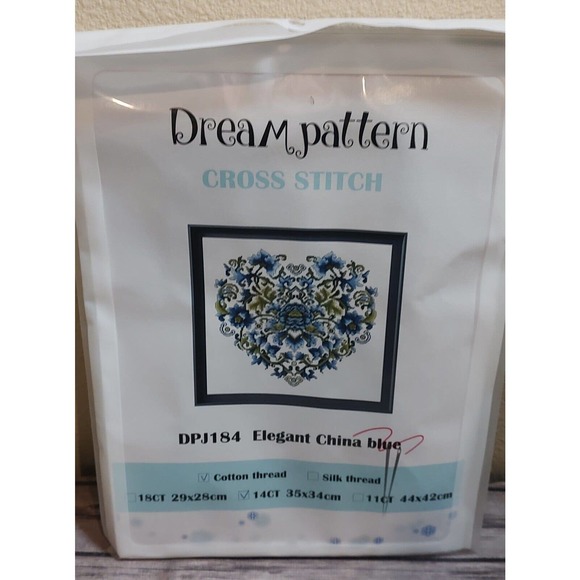 Dream pattern
CROSS STITCH
DPJ184 Elegant China blue
Cotton thread Silk thread
18CT 29x28cm 14CT 35x34cm 11CT 44x42cm